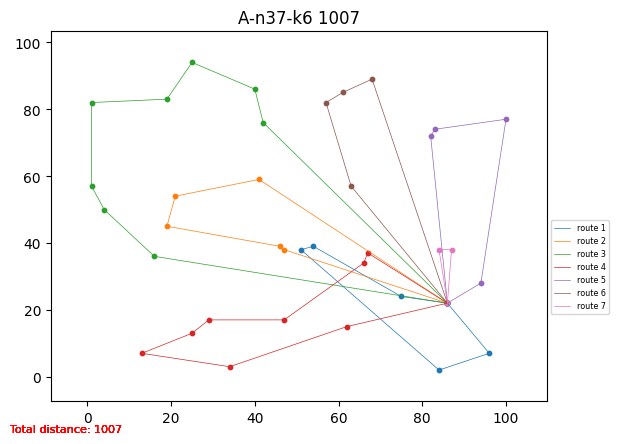 A-n37-k6 1007
100
80
60
40
20
0
0 20 40 60 80 100
route 1
route 2
route 3
route 4
route 5
route 6
route 7
Total distance: 1007